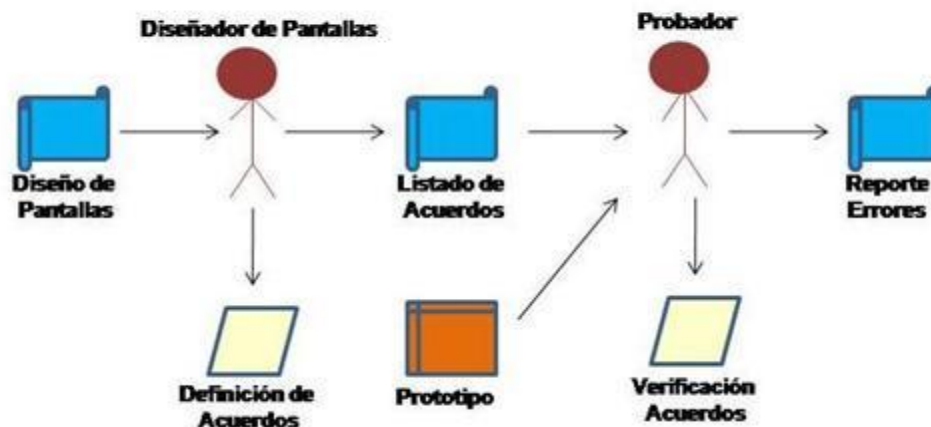 Diseñador de Pantallas
Probador
Diseño de
Pantallas
Listado de
Acuerdos
Reporte
Errores
Definición de
Acuerdos
Prototipo
Verificación
Acuerdos